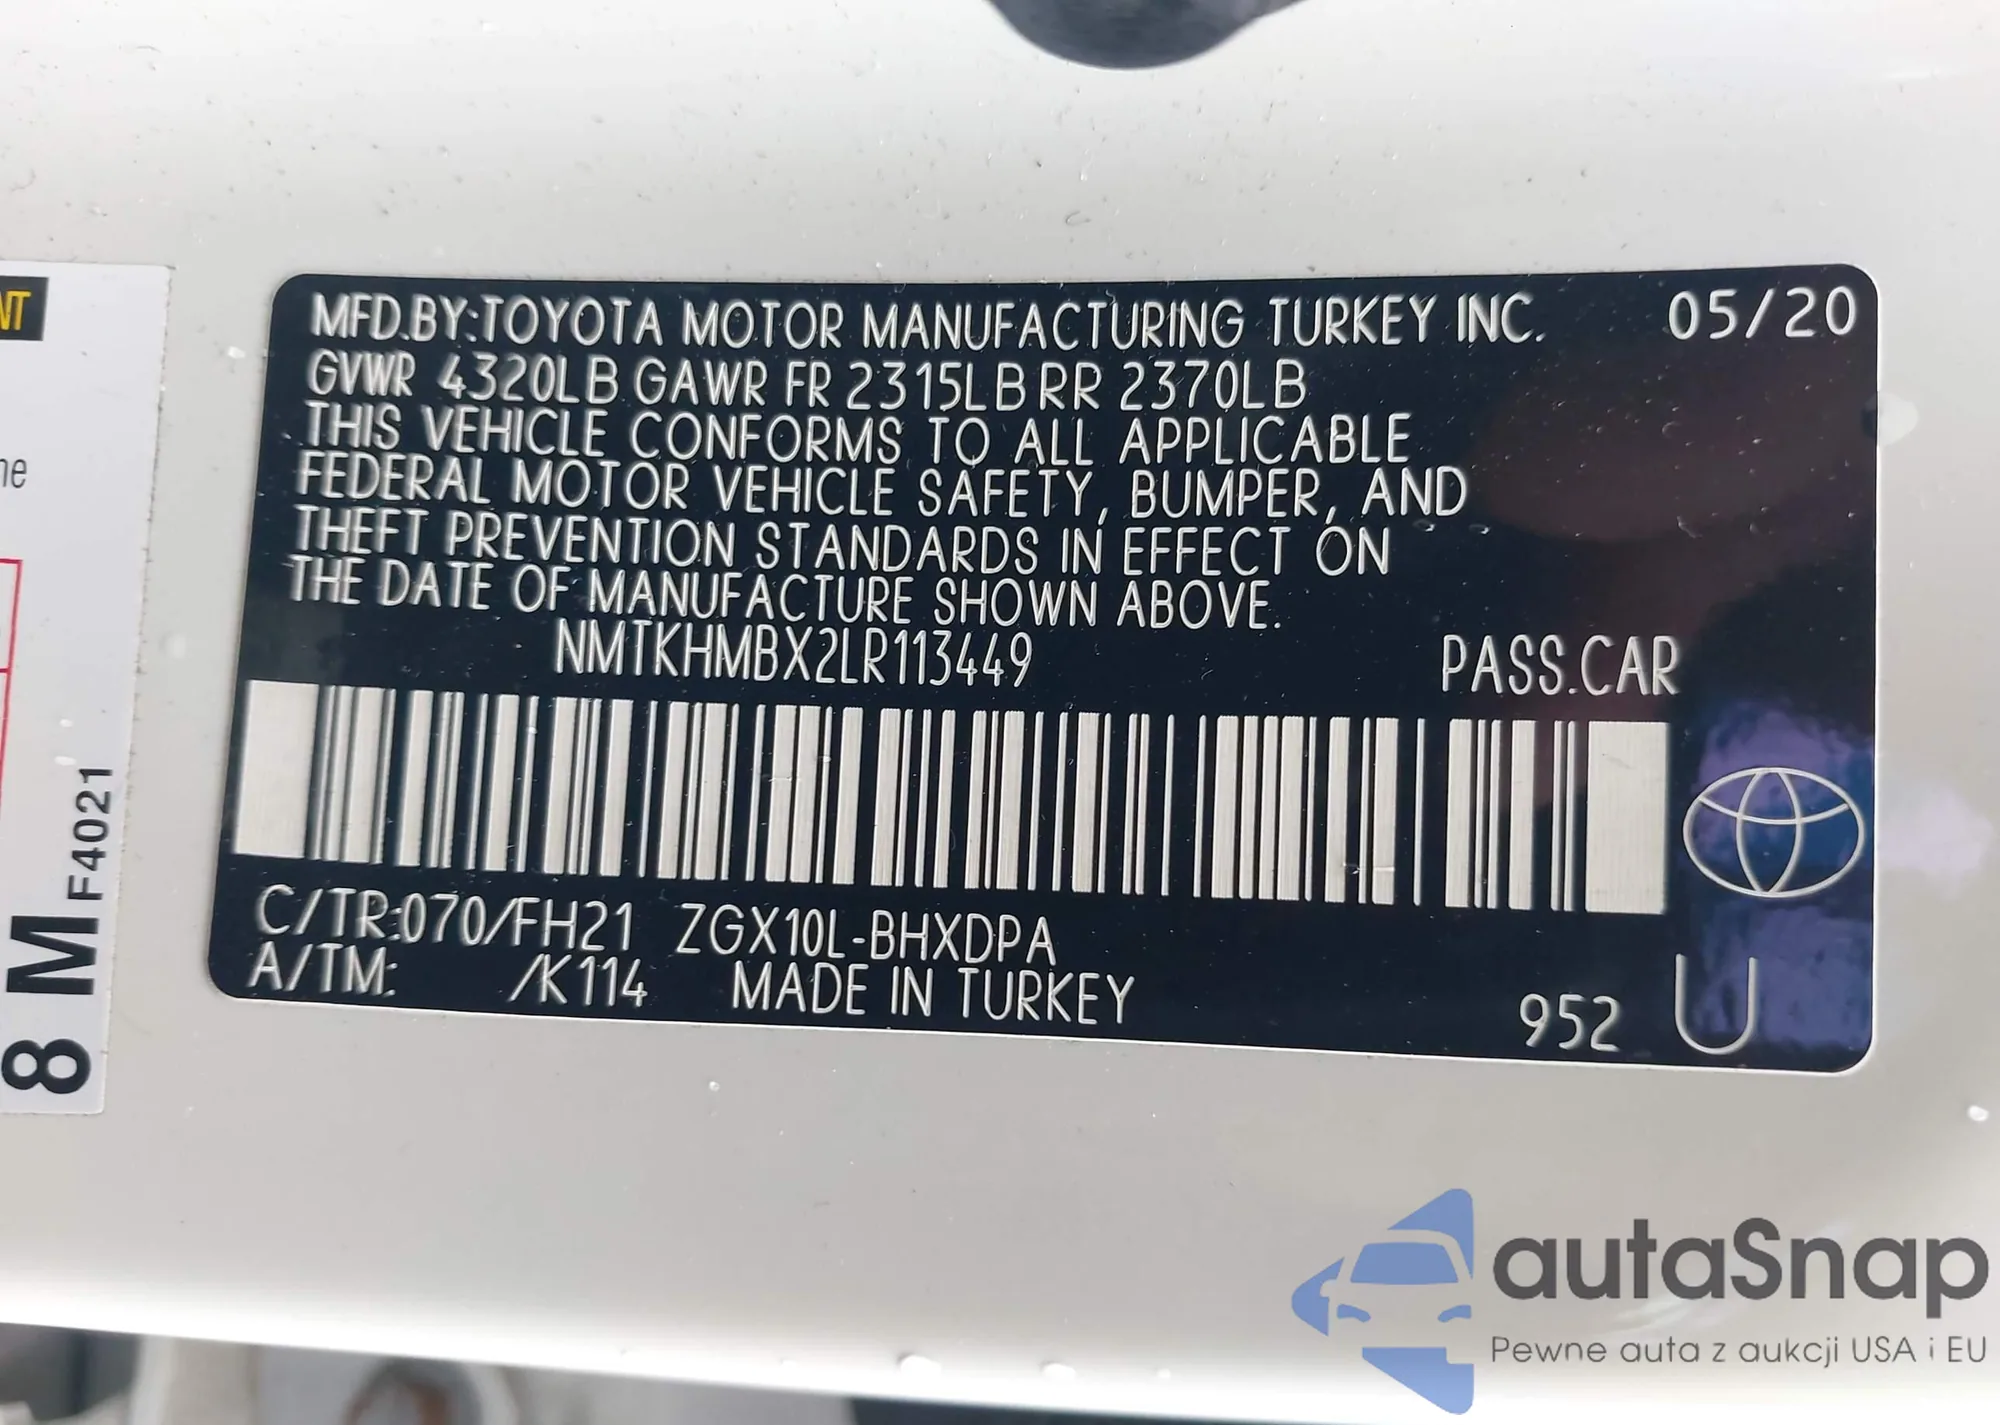 MFD.BY:TOYOTA MOTOR MANUFACTURING TURKEY INC. 05/20
GVWR 4320LB GAWR FR 2315LB RR 2370LB
THIS VEHICLE CONFORMS TO ALL APPLICABLE
FEDERAL MOTOR VEHICLE SAFETY, BUMPER, AND
THEFT PREVENTION STANDARDS IN EFFECT ON
THE DATE OF MANUFACTURE SHOWN ABOVE.
NMTKHMBX2LR113449 PASS.CAR
C/TR:070/FH21 ZGX10L-BHXDPA
A/TM: /K114 MADE IN TURKEY
952 U
8 M F4021
autaSnap
Pewne auta z aukcji USA i EU